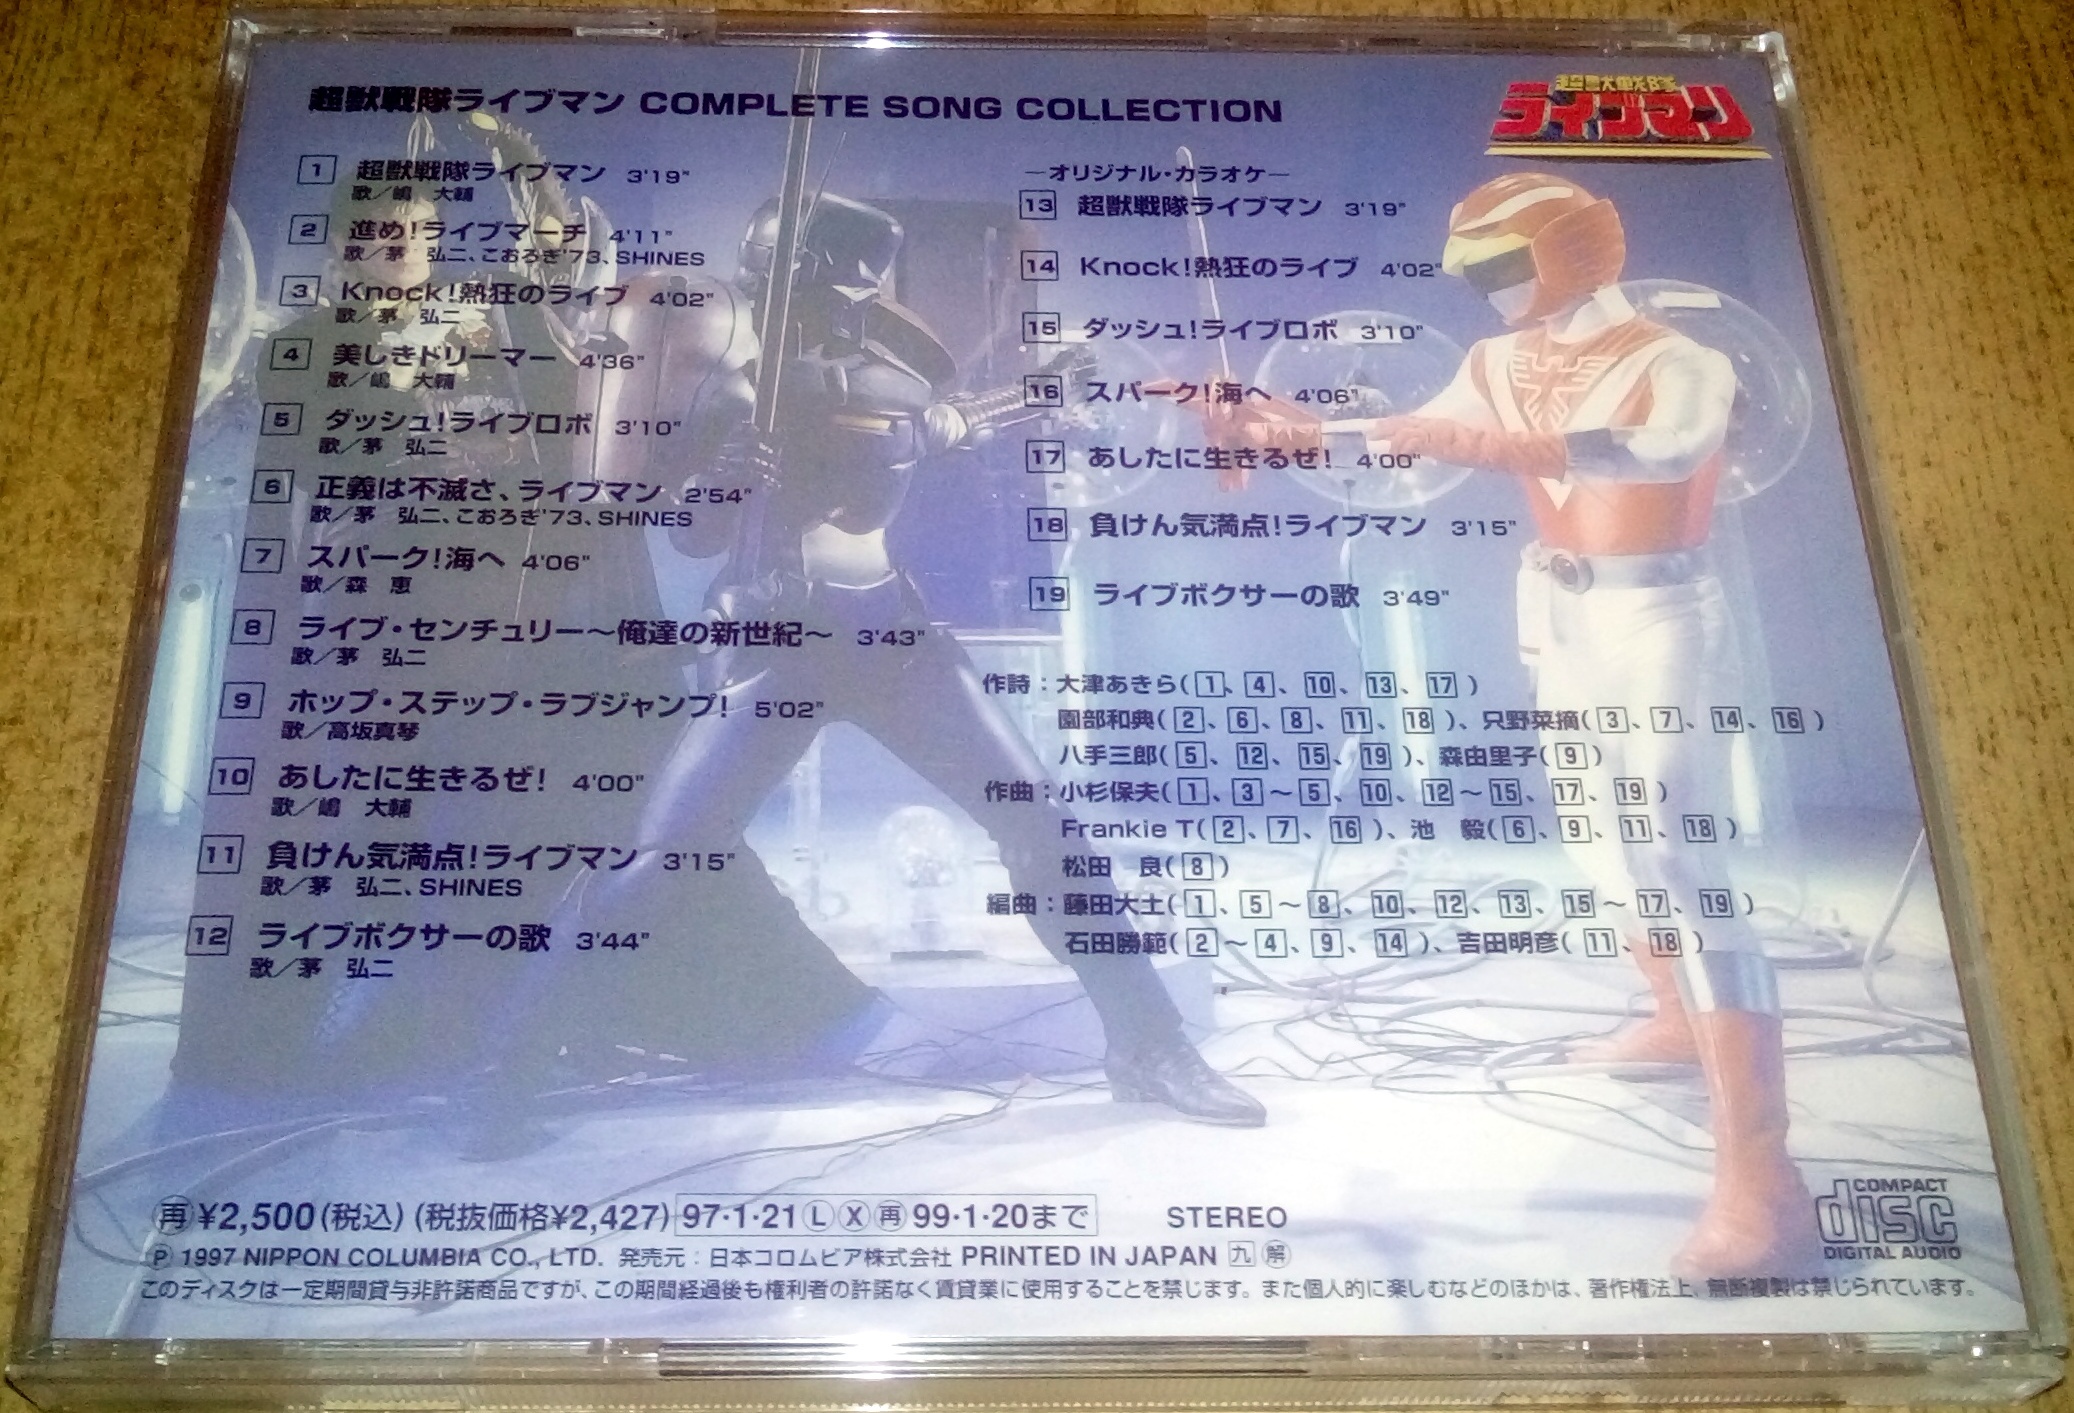 超獣戦隊ライブマン COMPLETE SONG COLLECTION
超獣戦隊
ライブマン
1 超獣戦隊ライブマン 3'19"
歌／嶋 大輔
2 進め!ライブマーチ 4'11"
歌／茅 弘二、こおろぎ'73、SHINES
3 Knock!熱狂のライブ 4'02"
歌／茅 弘二
4 美しきドリーマー 4'36"
歌／嶋 大輔
5 ダッシュ!ライブロボ 3'10"
歌／茅 弘二
6 正義は不滅さ、ライブマン 2'54"
歌／茅 弘二、こおろぎ'73、SHINES
7 スパーク!海へ 4'06"
歌／森 恵
8 ライブ・センチュリー〜俺達の新世紀〜 3'43"
歌／茅 弘二
9 ホップ・ステップ・ラブジャンプ! 5'02"
歌／高坂真琴
10 あしたに生きるぜ! 4'00"
歌／嶋 大輔
11 負けん気満点!ライブマン 3'15"
歌／茅 弘二、SHINES
12 ライブボクサーの歌 3'44"
歌／茅 弘二
―オリジナル・カラオケ―
13 超獣戦隊ライブマン 3'19"
14 Knock!熱狂のライブ 4'02"
15 ダッシュ!ライブロボ 3'10"
16 スパーク!海へ 4'06"
17 あしたに生きるぜ! 4'00"
18 負けん気満点!ライブマン 3'15"
19 ライブボクサーの歌 3'49"
作詩：大津あきら(1、4、10、13、17)
園部和典(2、6、8、11、18)、只野菜摘(3、7、14、16)
八手三郎(5、12、15、19)、森由里子(9)
作曲：小杉保夫(1、3〜5、10、12〜15、17、19)
Frankie T(2、7、16)、池 毅(6、9、11、18)
松田 良(8)
編曲：藤田大土(1、5〜8、10、12、13、15〜17、19)
石田勝範(2〜4、9、14)、吉田明彦(11、18)
再 ¥2,500(税込)(税抜価格¥2,427) 97・1・21 L X 再 99・1・20まで STEREO
Ⓟ 1997 NIPPON COLUMBIA CO., LTD. 発売元：日本コロムビア株式会社 PRINTED IN JAPAN 九 解
このディスクは一定期間貸与非許諾商品ですが、この期間経過後も権利者の許諾なく賃貸業に使用することを禁じます。また個人的に楽しむなどのほかは、著作権法上、無断複製は禁じられています。
COMPACT
disc
DIGITAL AUDIO